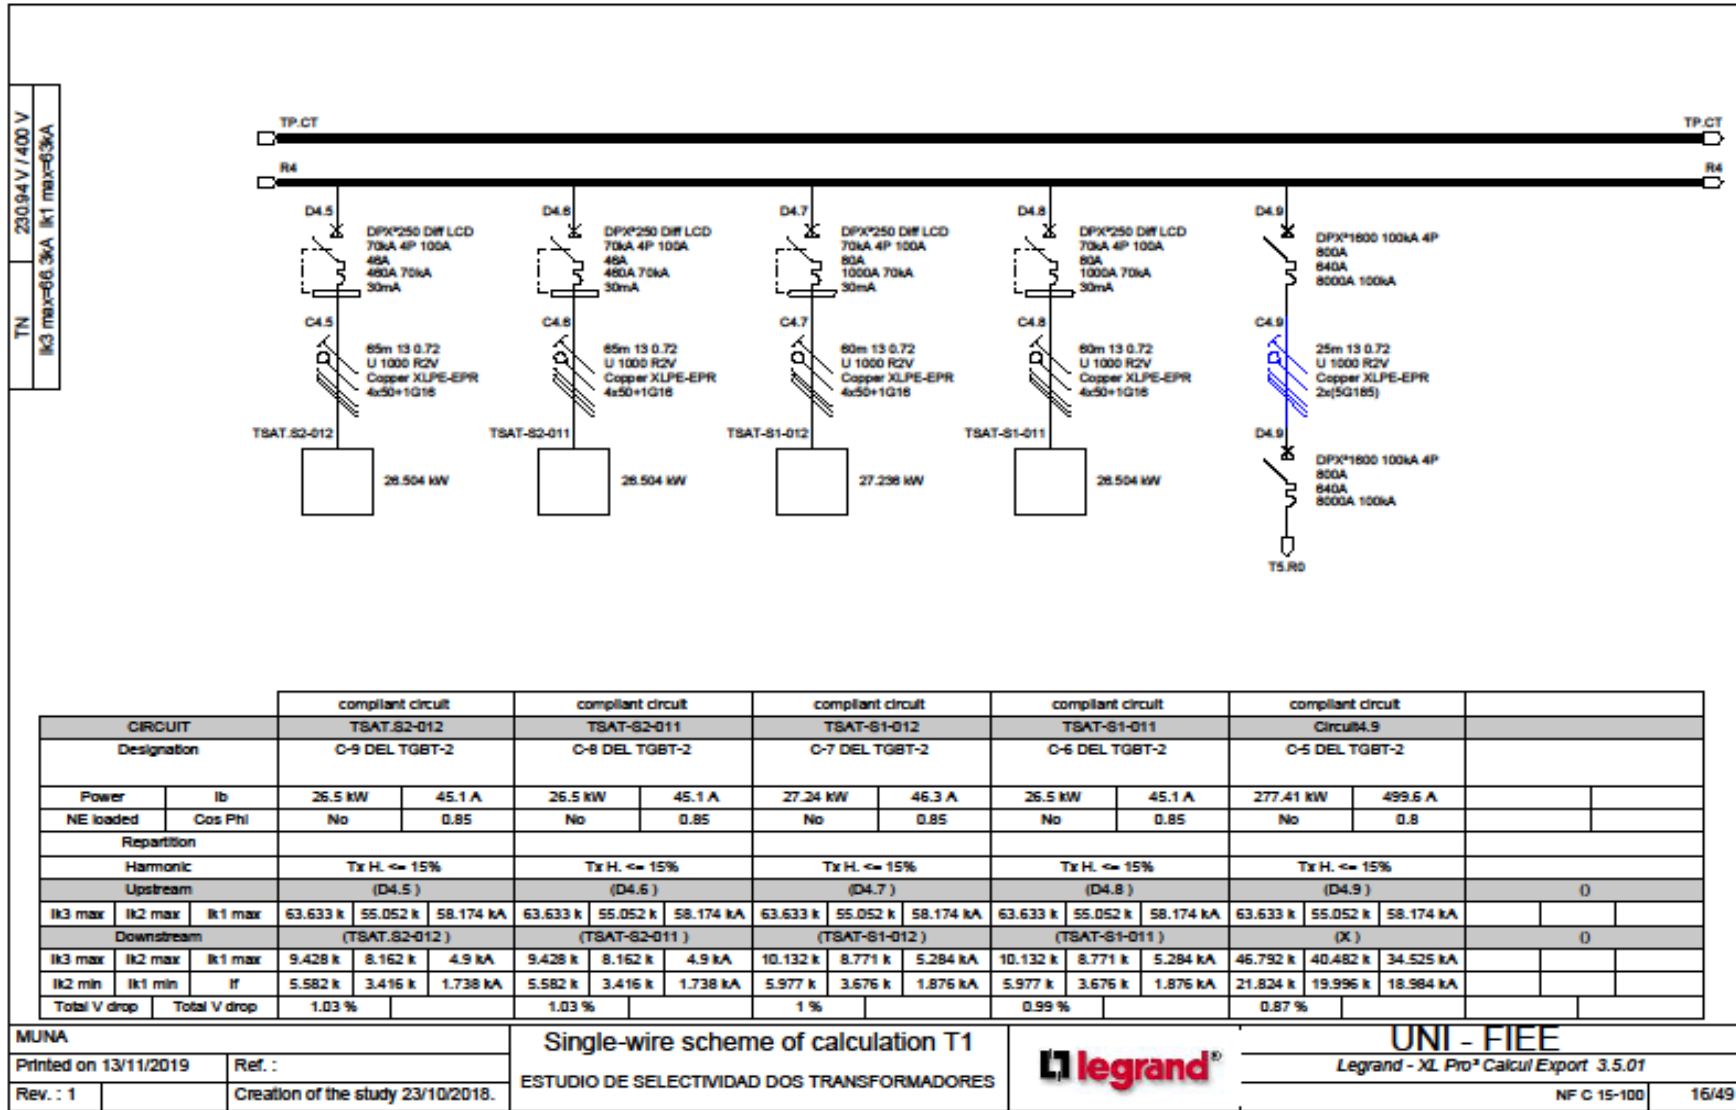 230.94 V / 400 V
TN
Ik3 max=66.3kA Ik1 max=63kA
TP.CT TP.CT
R4 R4
D4.5
DPX³250 Diff LCD
70kA 4P 100A
46A
460A 70kA
30mA
C4.5
65m 13 0.72
U 1000 R2V
Copper XLPE-EPR
4x50+1G16
TSAT.S2-012
26.504 kW
D4.6
DPX³250 Diff LCD
70kA 4P 100A
46A
460A 70kA
30mA
C4.6
65m 13 0.72
U 1000 R2V
Copper XLPE-EPR
4x50+1G16
TSAT-S2-011
26.504 kW
D4.7
DPX³250 Diff LCD
70kA 4P 100A
80A
1000A 70kA
30mA
C4.7
60m 13 0.72
U 1000 R2V
Copper XLPE-EPR
4x50+1G16
TSAT-S1-012
27.236 kW
D4.8
DPX³250 Diff LCD
70kA 4P 100A
80A
1000A 70kA
30mA
C4.8
60m 13 0.72
U 1000 R2V
Copper XLPE-EPR
4x50+1G16
TSAT-S1-011
26.504 kW
D4.9
DPX³1600 100kA 4P
800A
640A
8000A 100kA
C4.9
25m 13 0.72
U 1000 R2V
Copper XLPE-EPR
2x(5G185)
D4.9
DPX³1600 100kA 4P
800A
640A
8000A 100kA
T5.R0
compliant circuit compliant circuit compliant circuit compliant circuit compliant circuit
CIRCUIT TSAT.S2-012 TSAT-S2-011 TSAT-S1-012 TSAT-S1-011 Circuit4.9
Designation C-9 DEL TGBT-2 C-8 DEL TGBT-2 C-7 DEL TGBT-2 C-6 DEL TGBT-2 C-5 DEL TGBT-2
Power Ib 26.5 kW 45.1 A 26.5 kW 45.1 A 27.24 kW 46.3 A 26.5 kW 45.1 A 277.41 kW 499.6 A
NE loaded Cos Phi No 0.85 No 0.85 No 0.85 No 0.85 No 0.8
Repartition
Harmonic Tx H. <= 15% Tx H. <= 15% Tx H. <= 15% Tx H. <= 15% Tx H. <= 15%
Upstream (D4.5 ) (D4.6 ) (D4.7 ) (D4.8 ) (D4.9 ) ()
Ik3 max Ik2 max Ik1 max 63.633 k 55.052 k 58.174 kA 63.633 k 55.052 k 58.174 kA 63.633 k 55.052 k 58.174 kA 63.633 k 55.052 k 58.174 kA 63.633 k 55.052 k 58.174 kA
Downstream (TSAT.S2-012 ) (TSAT-S2-011 ) (TSAT-S1-012 ) (TSAT-S1-011 ) (X ) ()
Ik3 max Ik2 max Ik1 max 9.428 k 8.162 k 4.9 kA 9.428 k 8.162 k 4.9 kA 10.132 k 8.771 k 5.284 kA 10.132 k 8.771 k 5.284 kA 46.792 k 40.482 k 34.525 kA
Ik2 min Ik1 min If 5.582 k 3.416 k 1.738 kA 5.582 k 3.416 k 1.738 kA 5.977 k 3.676 k 1.876 kA 5.977 k 3.676 k 1.876 kA 21.824 k 19.996 k 18.984 kA
Total V drop Total V drop 1.03 % 1.03 % 1 % 0.99 % 0.87 %
MUNA
Printed on 13/11/2019 Ref. :
Rev. : 1 Creation of the study 23/10/2018.
Single-wire scheme of calculation T1
ESTUDIO DE SELECTIVIDAD DOS TRANSFORMADORES
legrand®
UNI - FIEE
Legrand - XL Pro³ Calcul Export 3.5.01
NF C 15-100 16/49